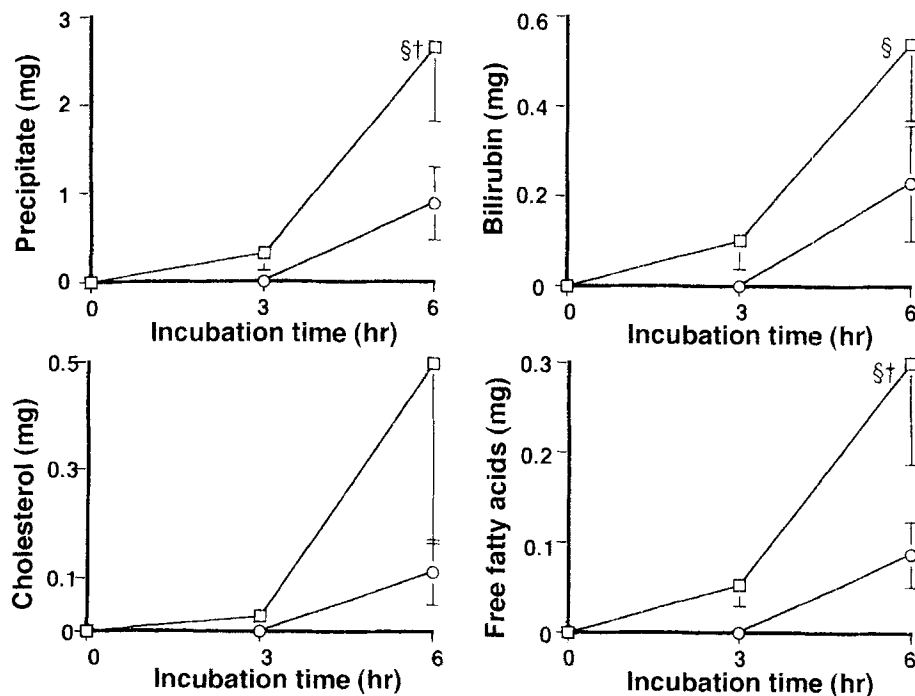 Precipitate (mg)
3
2
1
0
§†
0 3 6
Incubation time (hr)
Bilirubin (mg)
0.6
0.4
0.2
0
§
0 3 6
Incubation time (hr)
Cholesterol (mg)
0.5
0.3
0.1
0
0 3 6
Incubation time (hr)
Free fatty acids (mg)
0.3
0.2
0.1
0
§†
0 3 6
Incubation time (hr)